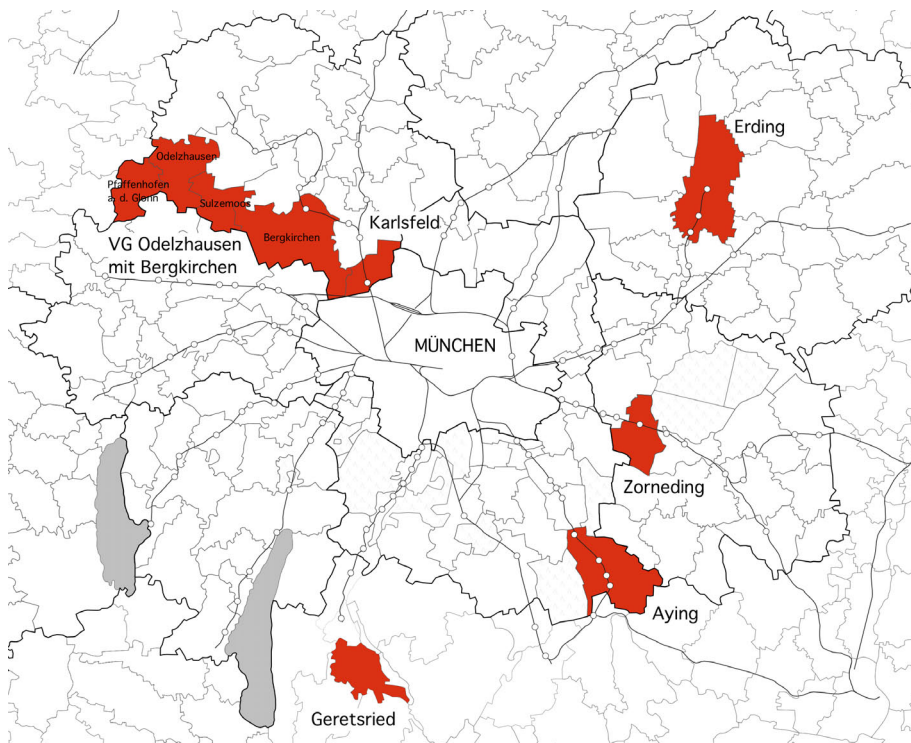 Erding
Odelzhausen
Pfaffenhofen
a. d. Glonn
Sulzemoos
Karlsfeld
Bergkirchen
VG Odelzhausen
mit Bergkirchen
MÜNCHEN
Zorneding
Aying
Geretsried